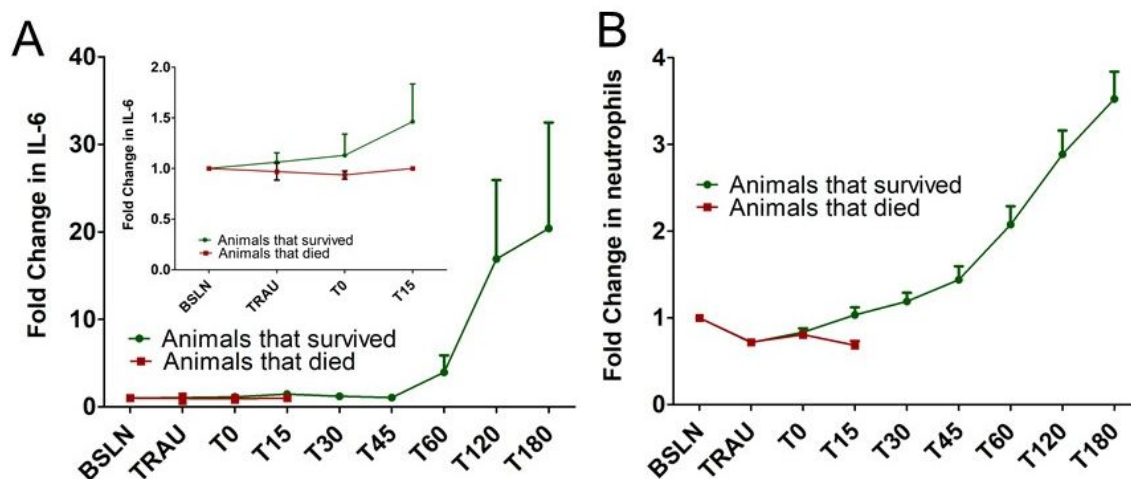 A
Fold Change in IL-6
40
30
20
10
0
BSLN
TRAU
T0
T15
T30
T45
T60
T120
T180
Animals that survived
Animals that died
Fold Change in IL-6
2.0
1.5
1.0
0.5
0.0
BSLN
TRAU
T0
T15
Animals that survived
Animals that died
B
Fold Change in neutrophils
4
3
2
1
0
BSLN
TRAU
T0
T15
T30
T45
T60
T120
T180
Animals that survived
Animals that died